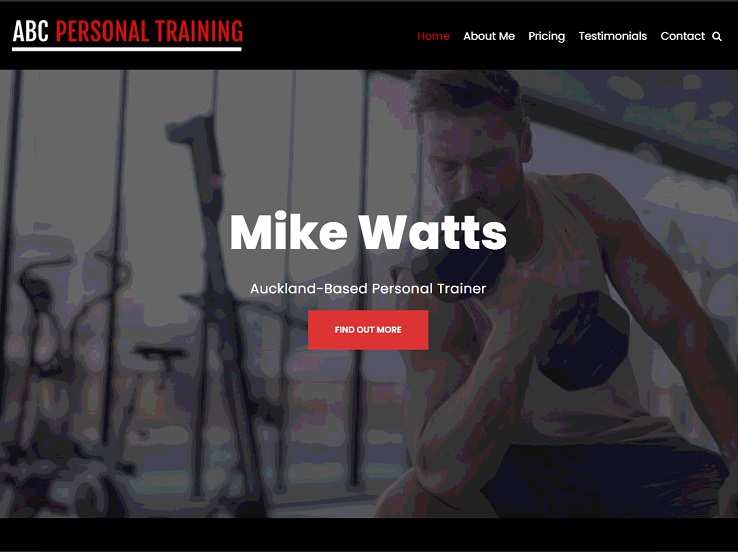 ABC PERSONAL TRAINING
Home About Me Pricing Testimonials Contact
Mike Watts
Auckland-Based Personal Trainer
FIND OUT MORE